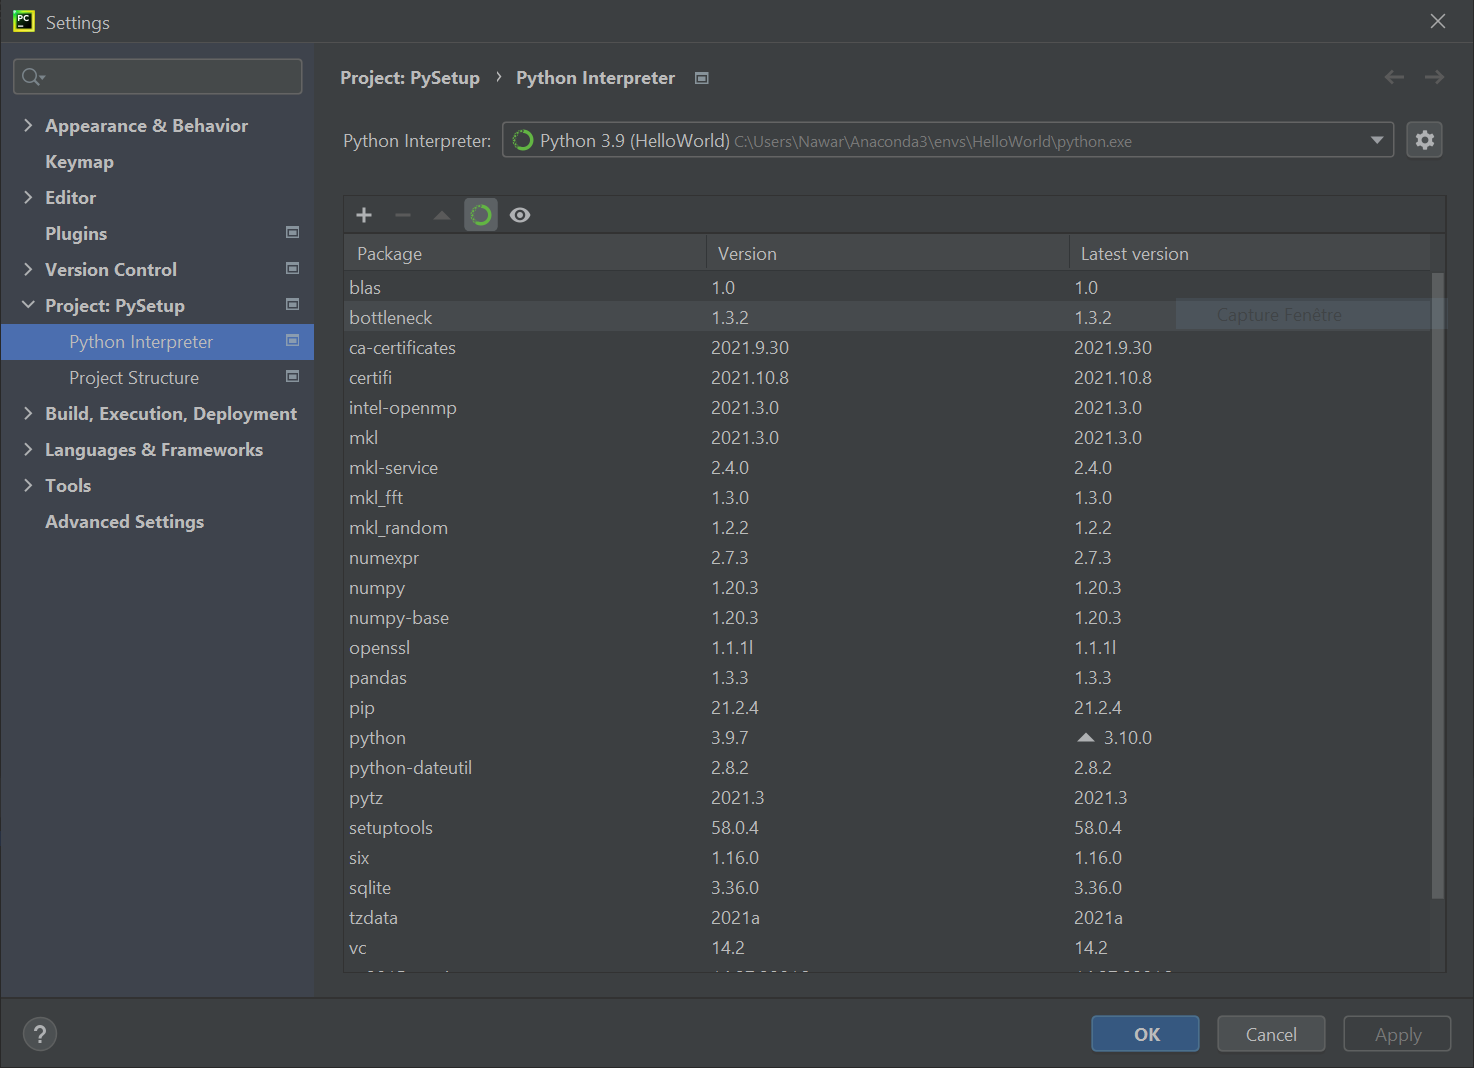 PC
Settings
Appearance & Behavior
Keymap
Editor
Plugins
Version Control
Project: PySetup
Python Interpreter
Project Structure
Build, Execution, Deployment
Languages & Frameworks
Tools
Advanced Settings
Project: PySetup › Python Interpreter
Python Interpreter: Python 3.9 (HelloWorld) C:\Users\Nawar\Anaconda3\envs\HelloWorld\python.exe
Package Version Latest version
blas 1.0 1.0
bottleneck 1.3.2 1.3.2 Capture Fenêtre
ca-certificates 2021.9.30 2021.9.30
certifi 2021.10.8 2021.10.8
intel-openmp 2021.3.0 2021.3.0
mkl 2021.3.0 2021.3.0
mkl-service 2.4.0 2.4.0
mkl_fft 1.3.0 1.3.0
mkl_random 1.2.2 1.2.2
numexpr 2.7.3 2.7.3
numpy 1.20.3 1.20.3
numpy-base 1.20.3 1.20.3
openssl 1.1.1l 1.1.1l
pandas 1.3.3 1.3.3
pip 21.2.4 21.2.4
python 3.9.7 3.10.0
python-dateutil 2.8.2 2.8.2
pytz 2021.3 2021.3
setuptools 58.0.4 58.0.4
six 1.16.0 1.16.0
sqlite 3.36.0 3.36.0
tzdata 2021a 2021a
vc 14.2 14.2
? OK Cancel Apply